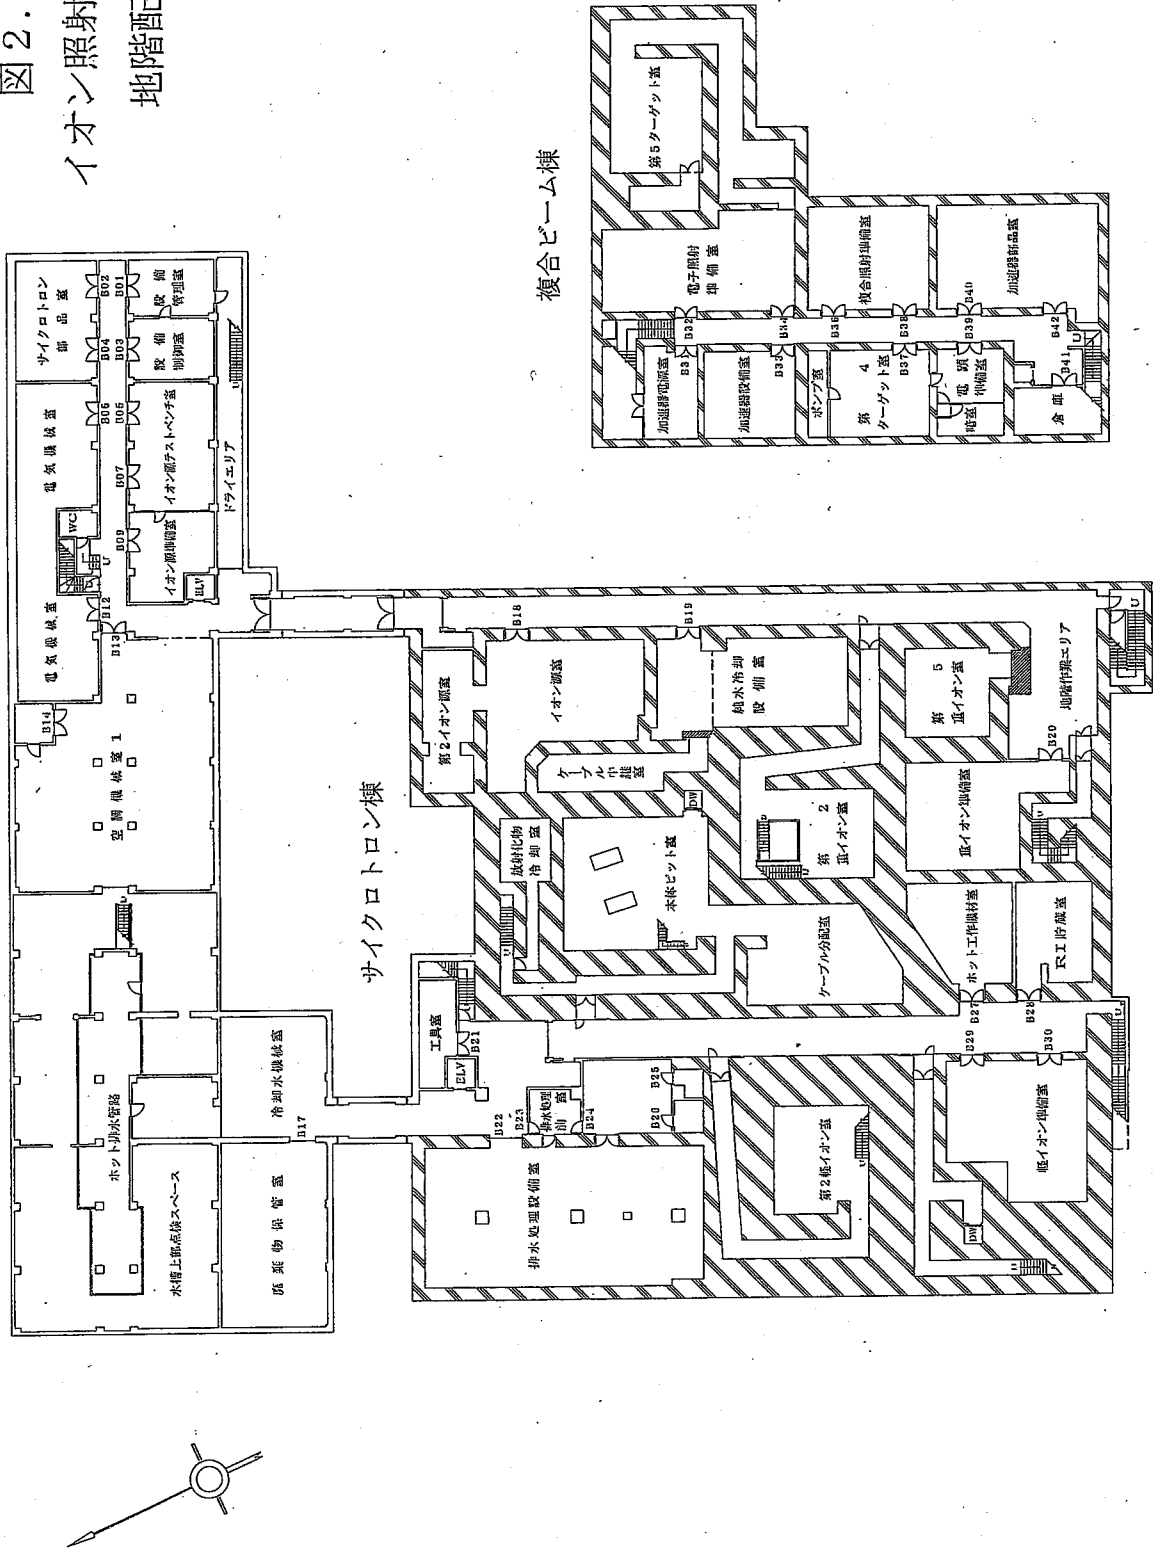 図2.
イオン照射
地階配
複合ビーム棟
第5ターゲット室
電子照射
準備室
複合照射準備室
加速器部品室
B32
B34
B36
B38
B40
B39
B42
B31
B33
B37
B41
U
加速器電源室
加速器設備室
ポンプ室
第4
ターゲット室
準備室
暗室
倉庫
サイクロトロン
部品室
B02
B01
設備
管理室
B04
B03
設備
制御室
電気機械室
B06
B05
イオン源テストベンチ室
B07
ドライエリア
U
WC
B09
イオン源準備室
ELV
U
電気機械室
B12
B13
B14
空調機械室1
U
サイクロトロン棟
B18
B19
第2イオン源室
イオン源室
純水冷却
設備室
ケーブル中継室
第5
重イオン室
地階作業エリア
U
B20
放射化物
冷却室
本体ピット室
DW
第2
重イオン室
U
重イオン準備室
U
ケーブル分配室
ホット工作機材室
RI貯蔵室
B27
B28
B29
B30
U
工具室
ELV
B21
冷却水機械室
B17
ホット排水管路
水槽上部点検スペース
廃棄物保管室
B22
B23
排水処理
前室
B24
B25
B20
排水処理設備室
第2軽イオン室
U
軽イオン準備室
DW
U
N